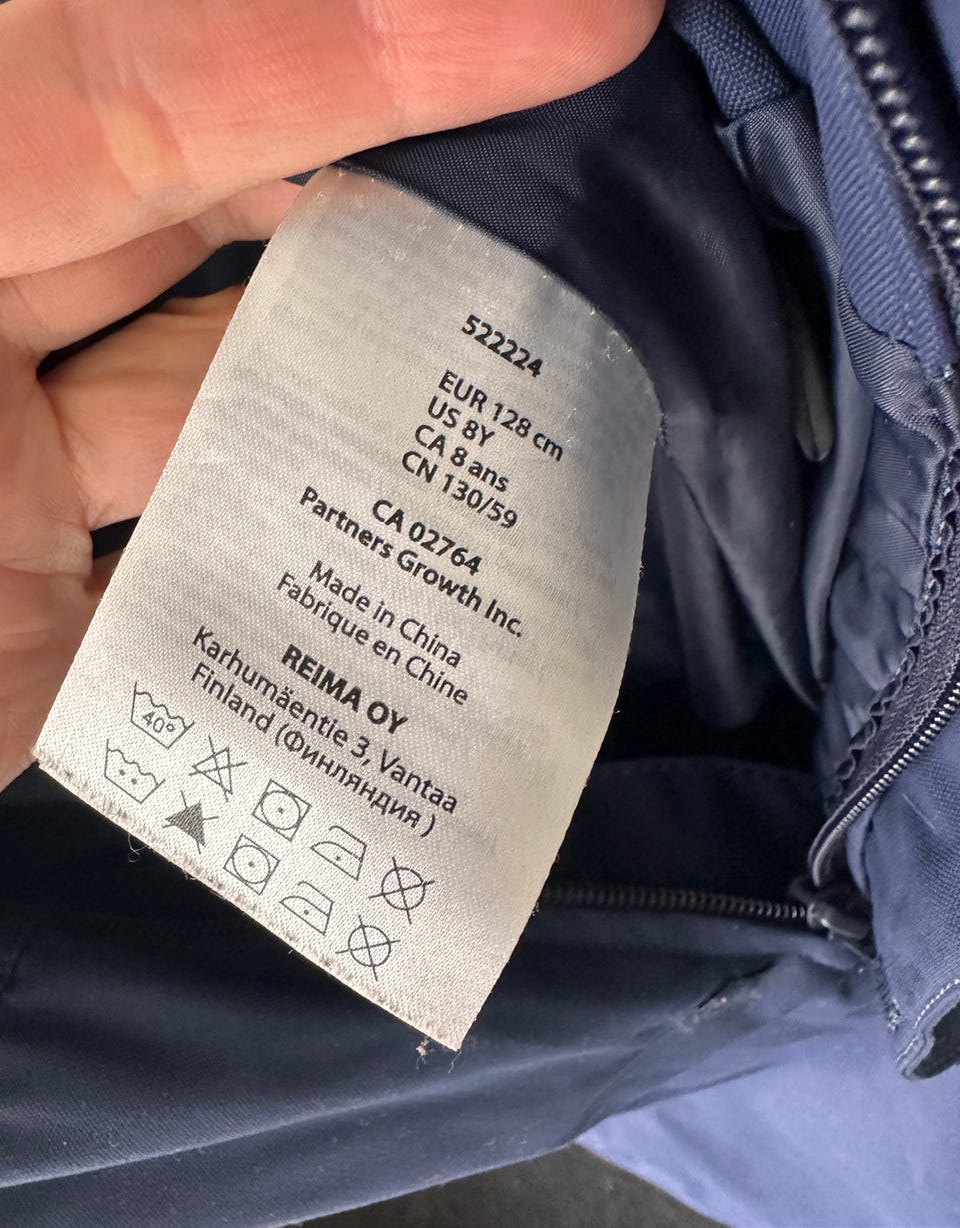 522224
EUR 128 cm
US 8Y
CA 8 ans
CN 130/59
CA 02764
Partners Growth Inc.
Made in China
Fabrique en Chine
REIMA OY
Karhumäentie 3, Vantaa
Finland (Финляндия )
40°